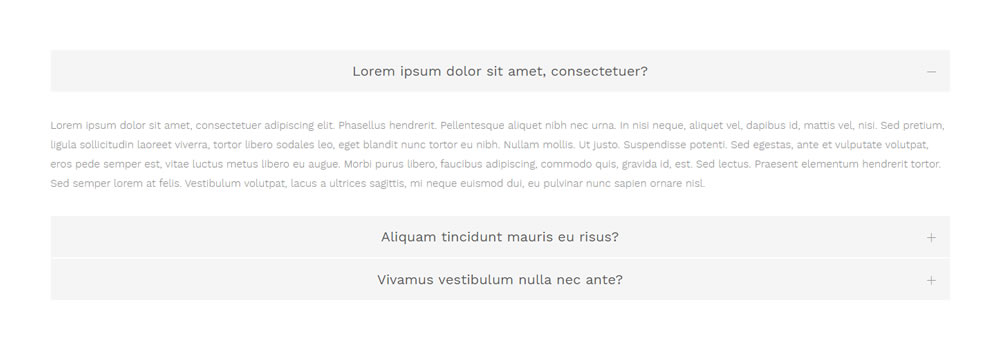 Lorem ipsum dolor sit amet, consectetuer?
Lorem ipsum dolor sit amet, consectetuer adipiscing elit. Phasellus hendrerit. Pellentesque aliquet nibh nec urna. In nisi neque, aliquet vel, dapibus id, mattis vel, nisi. Sed pretium,
ligula sollicitudin laoreet viverra, tortor libero sodales leo, eget blandit nunc tortor eu nibh. Nullam mollis. Ut justo. Suspendisse potenti. Sed egestas, ante et vulputate volutpat,
eros pede semper est, vitae luctus metus libero eu augue. Morbi purus libero, faucibus adipiscing, commodo quis, gravida id, est. Sed lectus. Praesent elementum hendrerit tortor.
Sed semper lorem at felis. Vestibulum volutpat, lacus a ultrices sagittis, mi neque euismod dui, eu pulvinar nunc sapien ornare nisl.
Aliquam tincidunt mauris eu risus?
Vivamus vestibulum nulla nec ante?